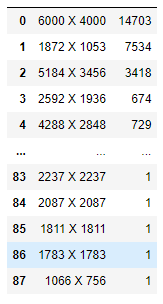 0 6000 X 4000 14703
1 1872 X 1053 7534
2 5184 X 3456 3418
3 2592 X 1936 674
4 4288 X 2848 729
... ... ...
83 2237 X 2237 1
84 2087 X 2087 1
85 1811 X 1811 1
86 1783 X 1783 1
87 1066 X 756 1